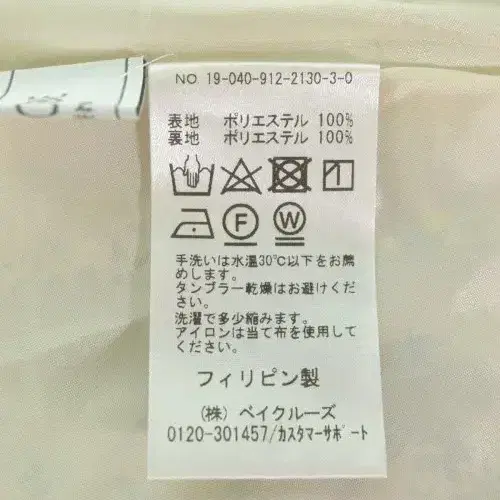 NO. 19-040-912-2130-3-0
表地 ポリエステル 100%
裏地 ポリエステル 100%
F W
手洗いは水温30℃以下をお薦
めします。
タンブラー乾燥はお避けくだ
さい。
洗濯で多少縮みます。
アイロンは当て布を使用して
ください。
フィリピン製
(株) ベイクルーズ
0120-301457/カスタマーサポート